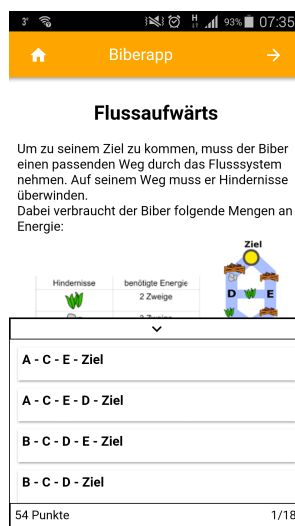 3° 93% 07:35
Biberapp
Flussaufwärts
Um zu seinem Ziel zu kommen, muss der Biber
einen passenden Weg durch das Flusssystem
nehmen. Auf seinem Weg muss er Hindernisse
überwinden.
Dabei verbraucht der Biber folgende Mengen an
Energie:
Ziel
Hindernisse benötigte Energie
2 Zweige
D E
A - C - E - Ziel
A - C - E - D - Ziel
B - C - D - E - Ziel
B - C - D - Ziel
54 Punkte 1/18